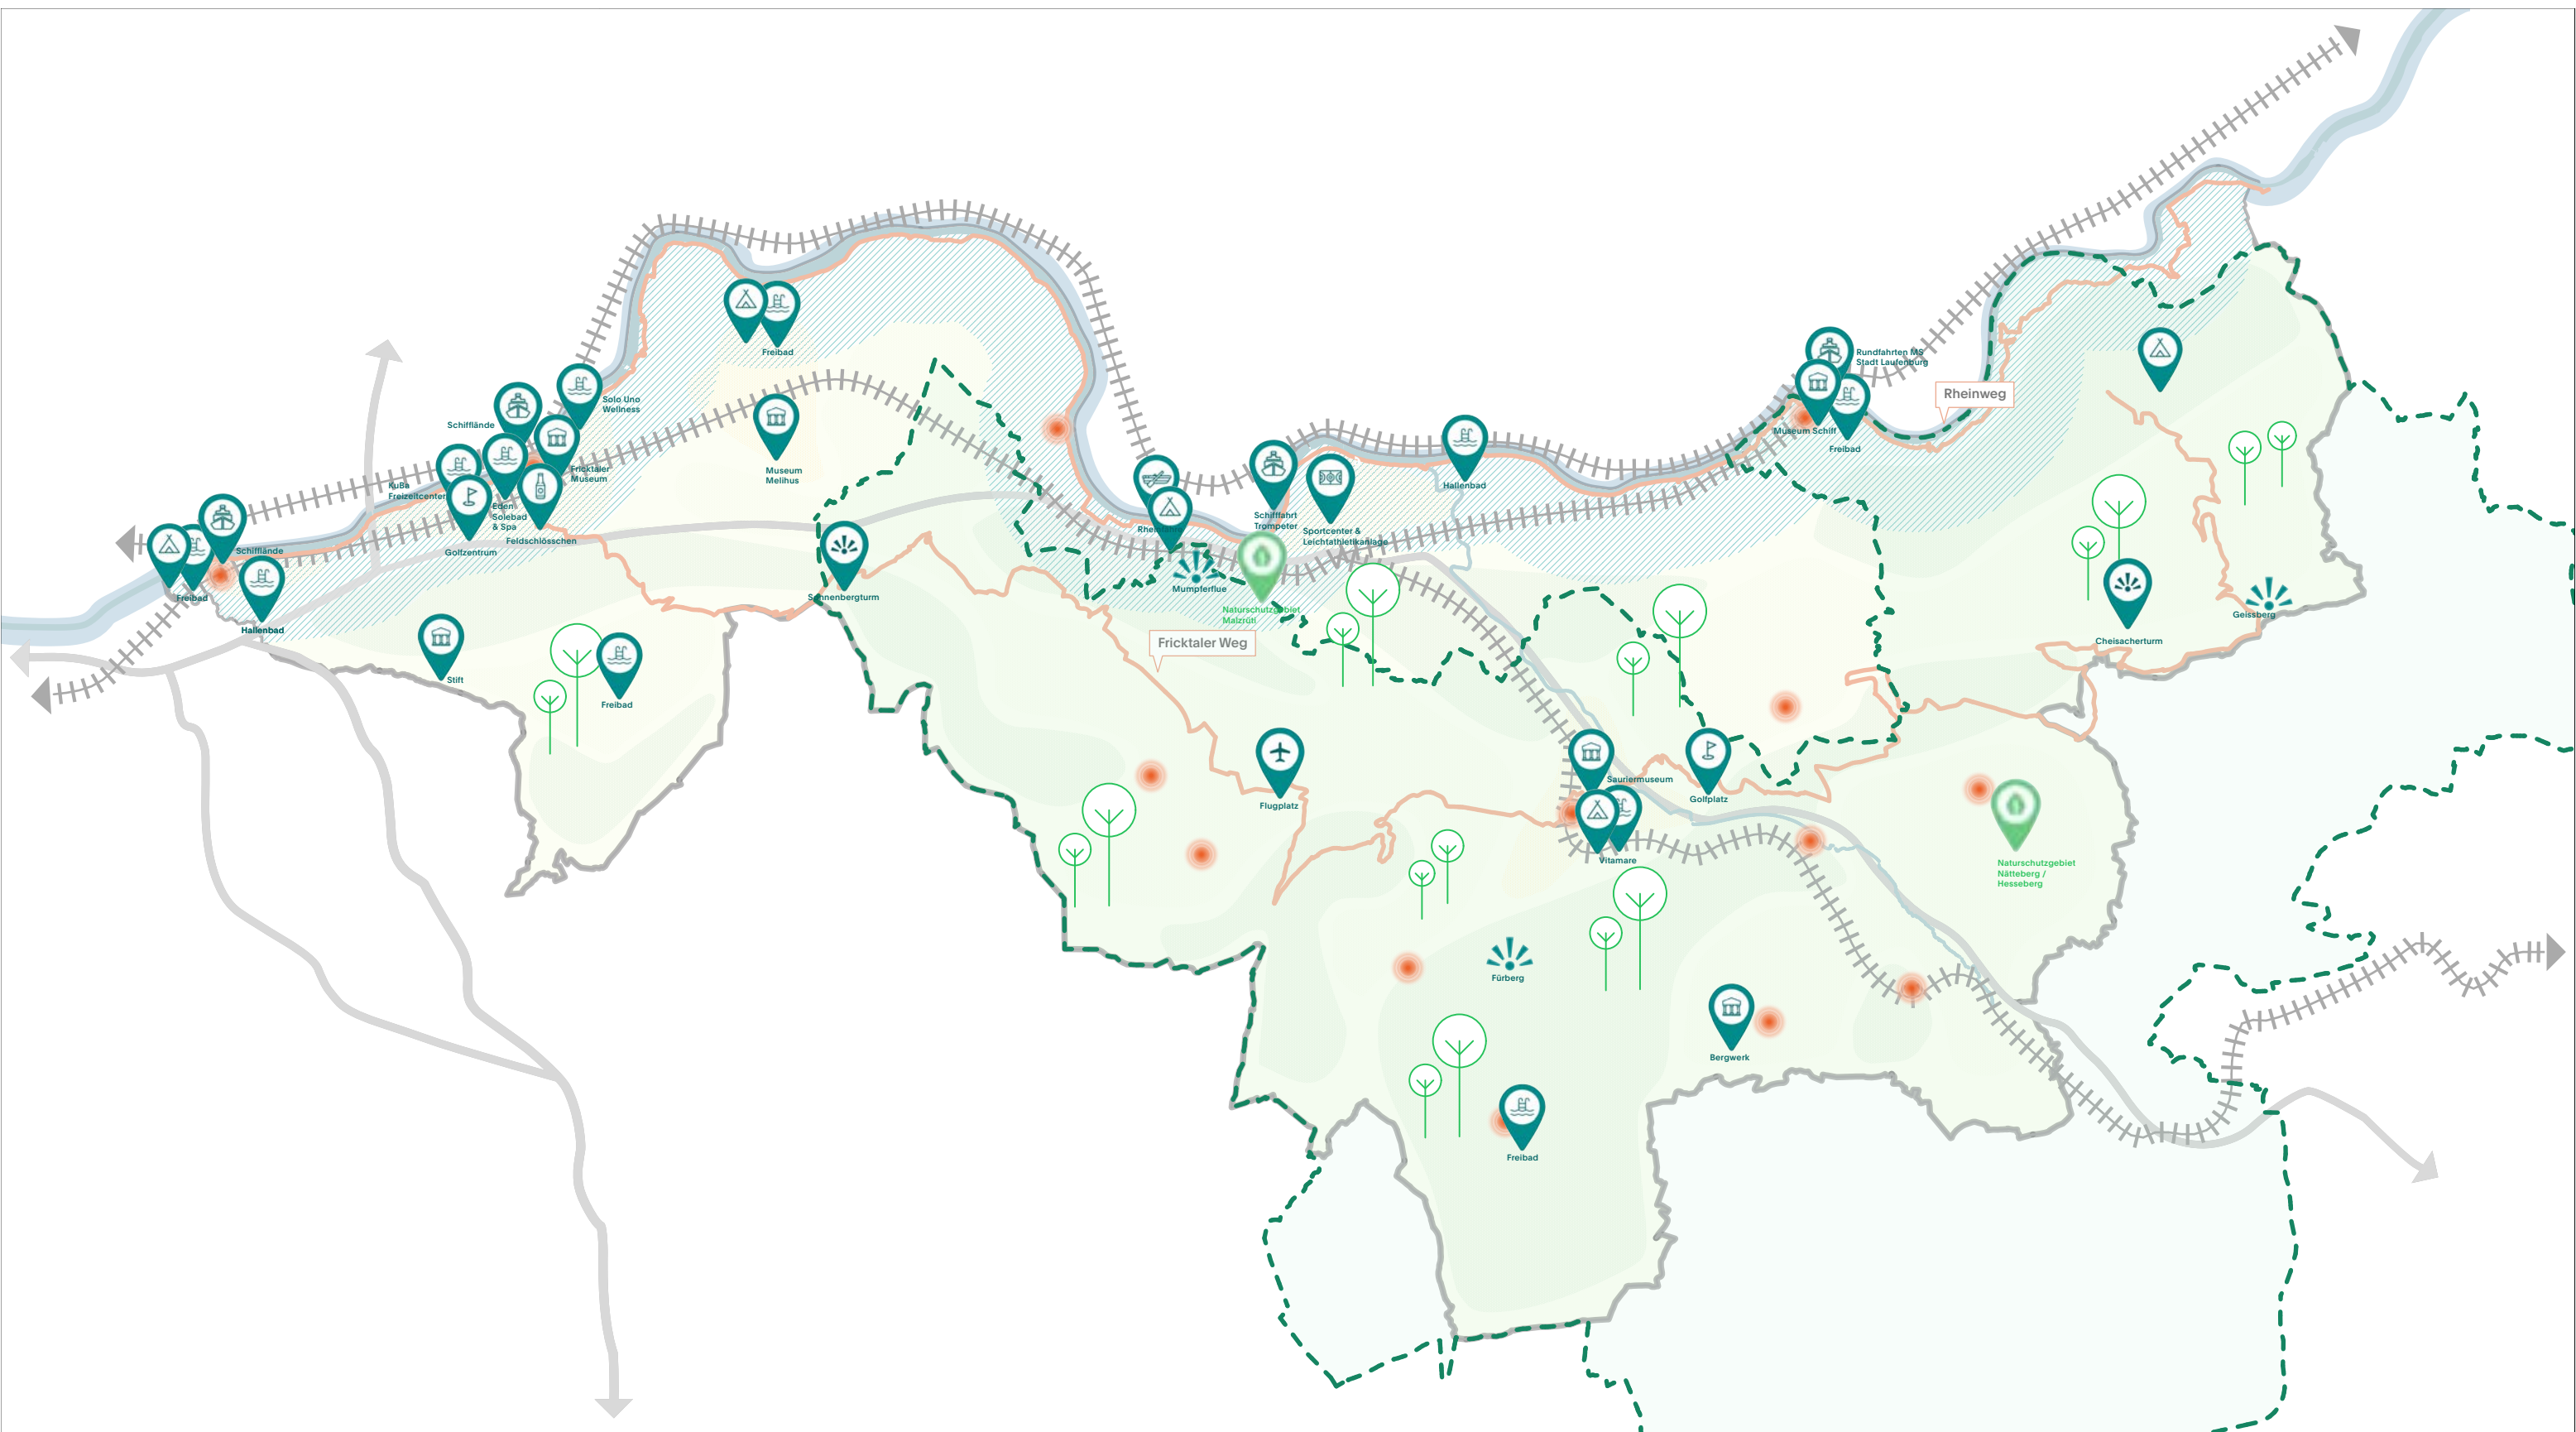 Freibad
Solo Uno
Wellness
Schifflände
Fricktaler
Museum
KuBa
Freizeitcenter
Eden
Solebad
& Spa
Feldschlösschen
Golfzentrum
Schifflände
Freibad
Hallenbad
Museum
Melihus
Sonnenbergturm
Stift
Freibad
Mumpferflue
Schifffahrt
Trompeter
Sportcenter &
Leichtathletikanlage
Hallenbad
Naturschutzgebiet
Malzrüti
Fricktaler Weg
Rundfahrten MS
Stadt Laufenburg
Museum Schiff
Freibad
Rheinweg
Cheisacherturm
Geissberg
Flugplatz
Sauriermuseum
Golfplatz
Vitamare
Naturschutzgebiet
Nätteberg /
Hesseberg
Fürberg
Bergwerk
Freibad